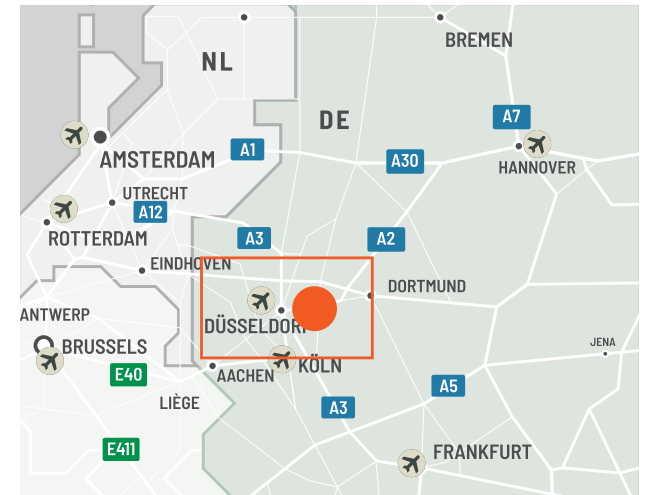 BREMEN
NL
DE
A7
AMSTERDAM
A1
A30
HANNOVER
UTRECHT
A12
ROTTERDAM
A3
A2
EINDHOVEN
DORTMUND
ANTWERP
DÜSSELDORF
BRUSSELS
JENA
E40
AACHEN
KÖLN
A5
LIÈGE
A3
E411
FRANKFURT